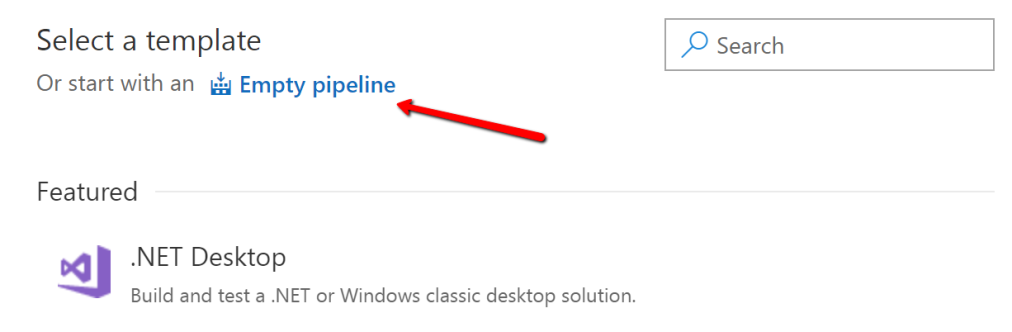 Select a template
Search
Or start with an Empty pipeline
Featured
.NET Desktop
Build and test a .NET or Windows classic desktop solution.